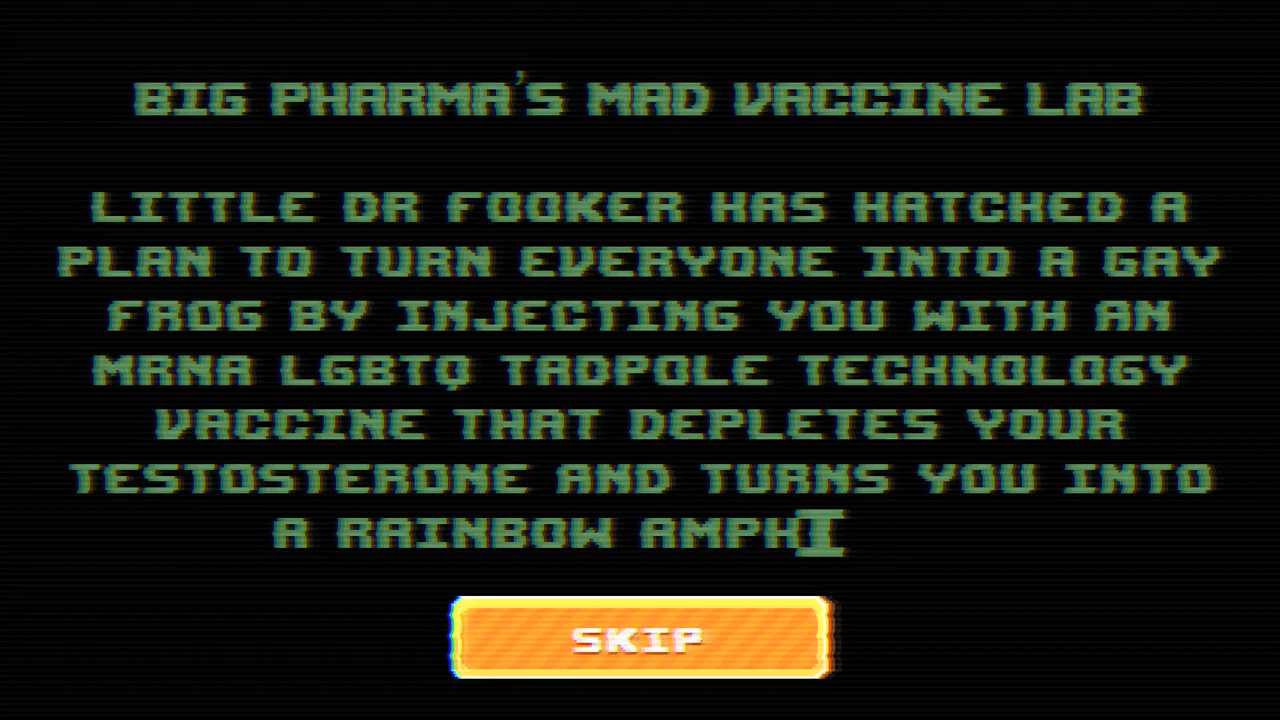 BIG PHARMA'S MAD VACCINE LAB
LITTLE DR FOOKER HAS HATCHED A
PLAN TO TURN EVERYONE INTO A GAY
FROG BY INJECTING YOU WITH AN
MRNA LGBTQ TADPOLE TECHNOLOGY
VACCINE THAT DEPLETES YOUR
TESTOSTERONE AND TURNS YOU INTO
A RAINBOW AMPHI
SKIP